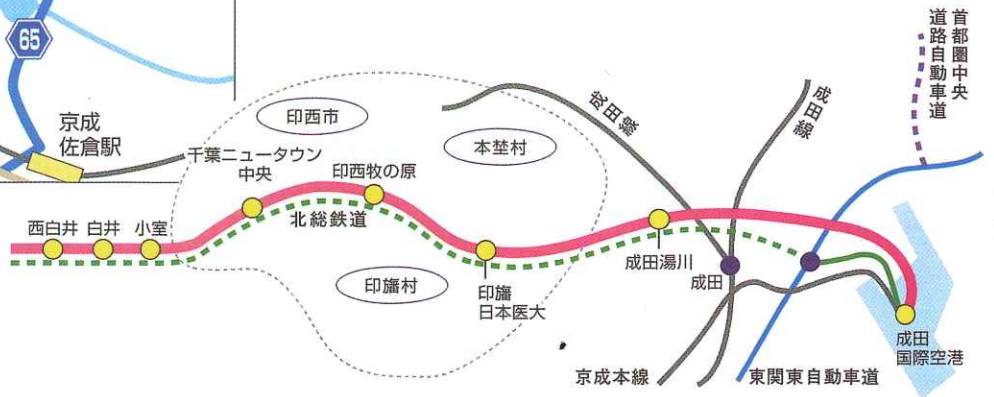 65
京成
佐倉駅
印西市
本埜村
印旛村
千葉ニュータウン
中央
印西牧の原
西白井
白井
小室
北総鉄道
印旛
日本医大
成田湯川
成田
成田線
成田線
首都圏中央
道路自動車道
成田
国際空港
京成本線
東関東自動車道